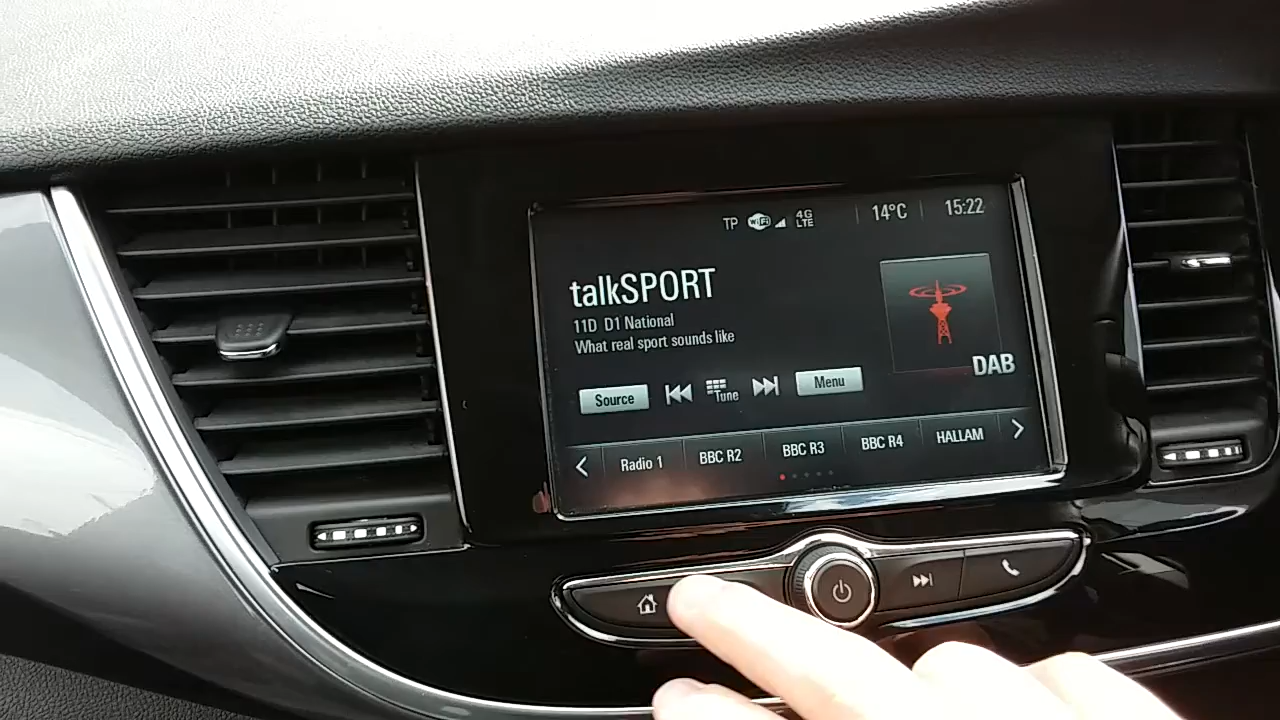 TP WiFi 4G LTE 14°C 15:22
talkSPORT
11D D1 National
What real sport sounds like
DAB
Source Tune Menu
Radio 1 BBC R2 BBC R3 BBC R4 HALLAM